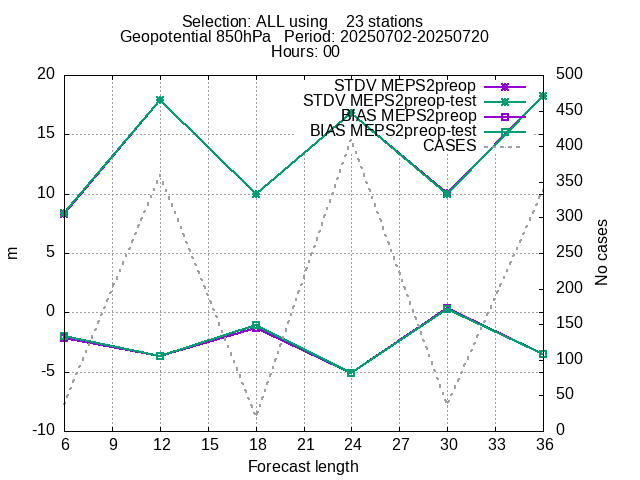 Selection: ALL using    23 stations
Geopotential 850hPa   Period: 20250702-20250720
Hours: 00
STDV MEPS2preop
STDV MEPS2preop-test
BIAS MEPS2preop
BIAS MEPS2preop-test
CASES
20
15
10
5
0
-5
-10
m
500
450
400
350
300
250
200
150
100
50
0
No cases
6 9 12 15 18 21 24 27 30 33 36
Forecast length